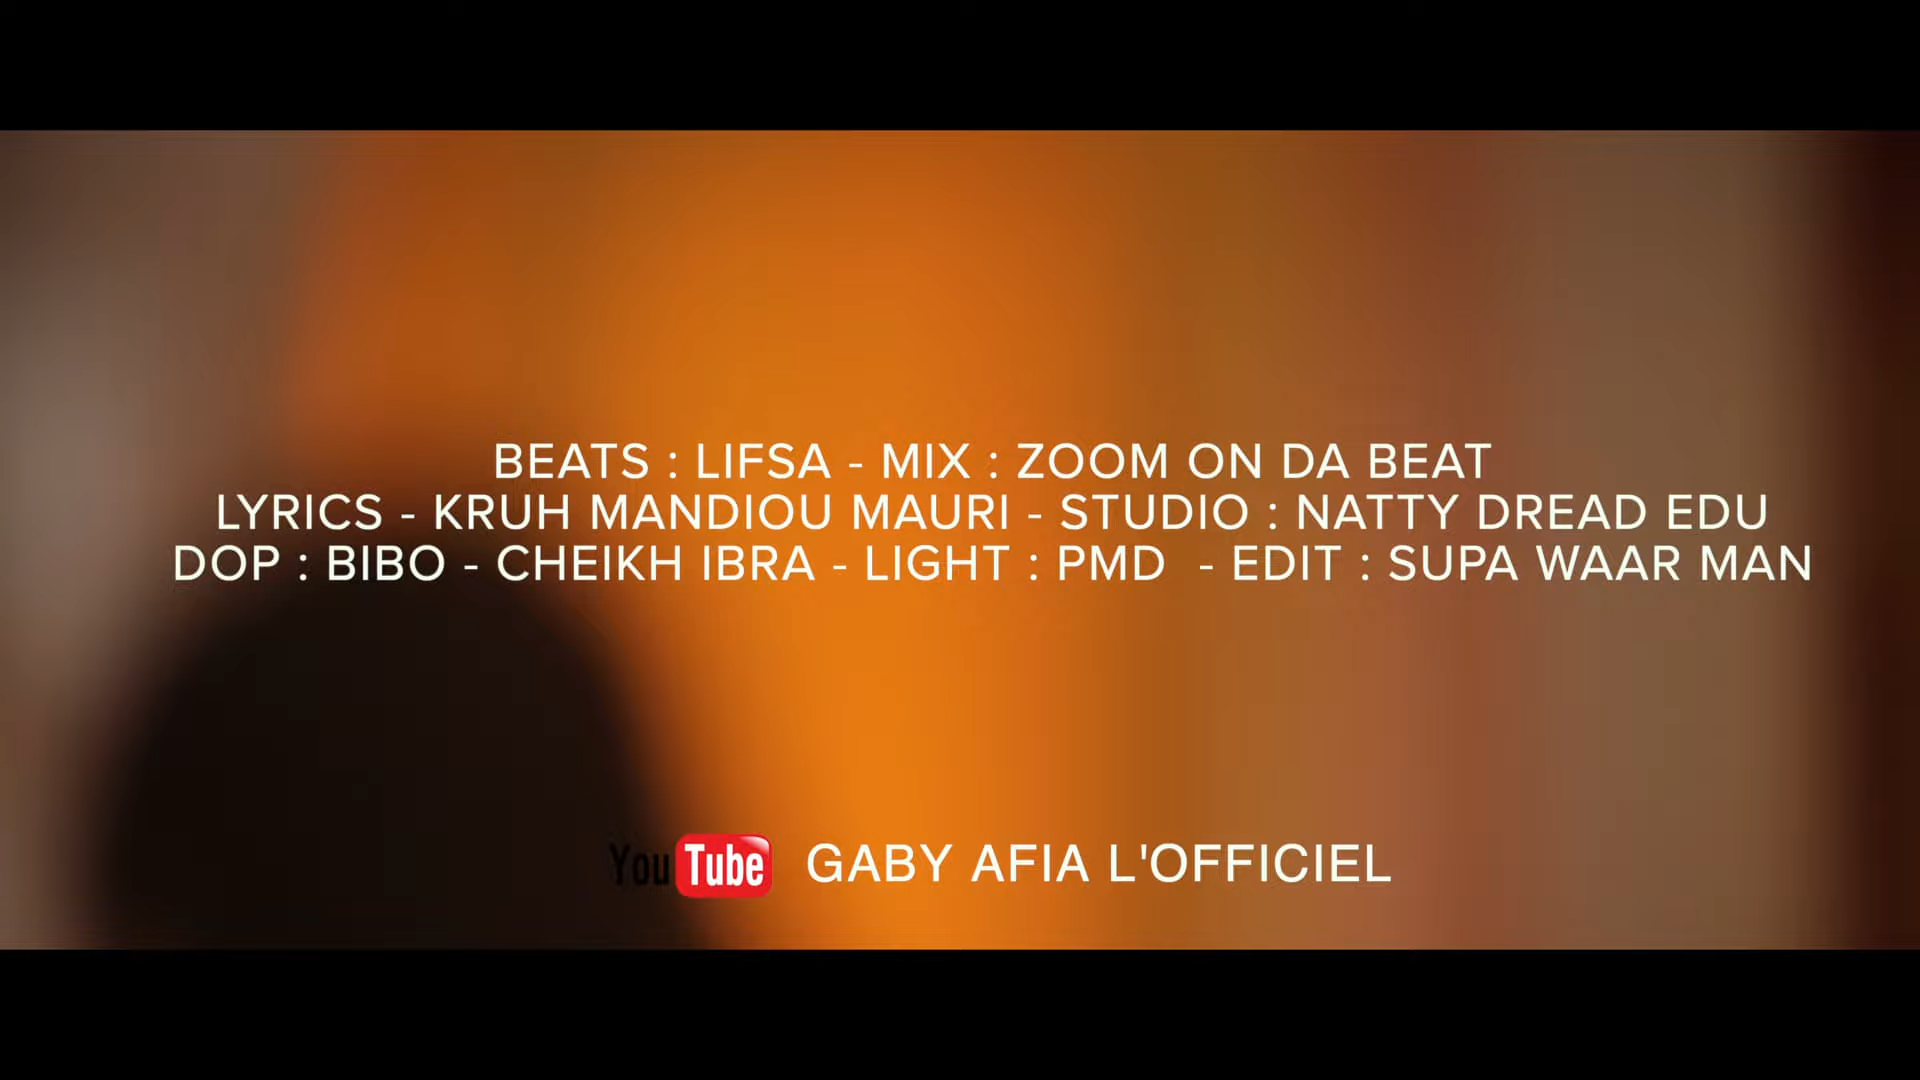 BEATS : LIFSA - MIX : ZOOM ON DA BEAT
LYRICS - KRUH MANDIOU MAURI - STUDIO : NATTY DREAD EDU
DOP : BIBO - CHEIKH IBRA - LIGHT : PMD - EDIT : SUPA WAAR MAN
YouTube GABY AFIA L'OFFICIEL